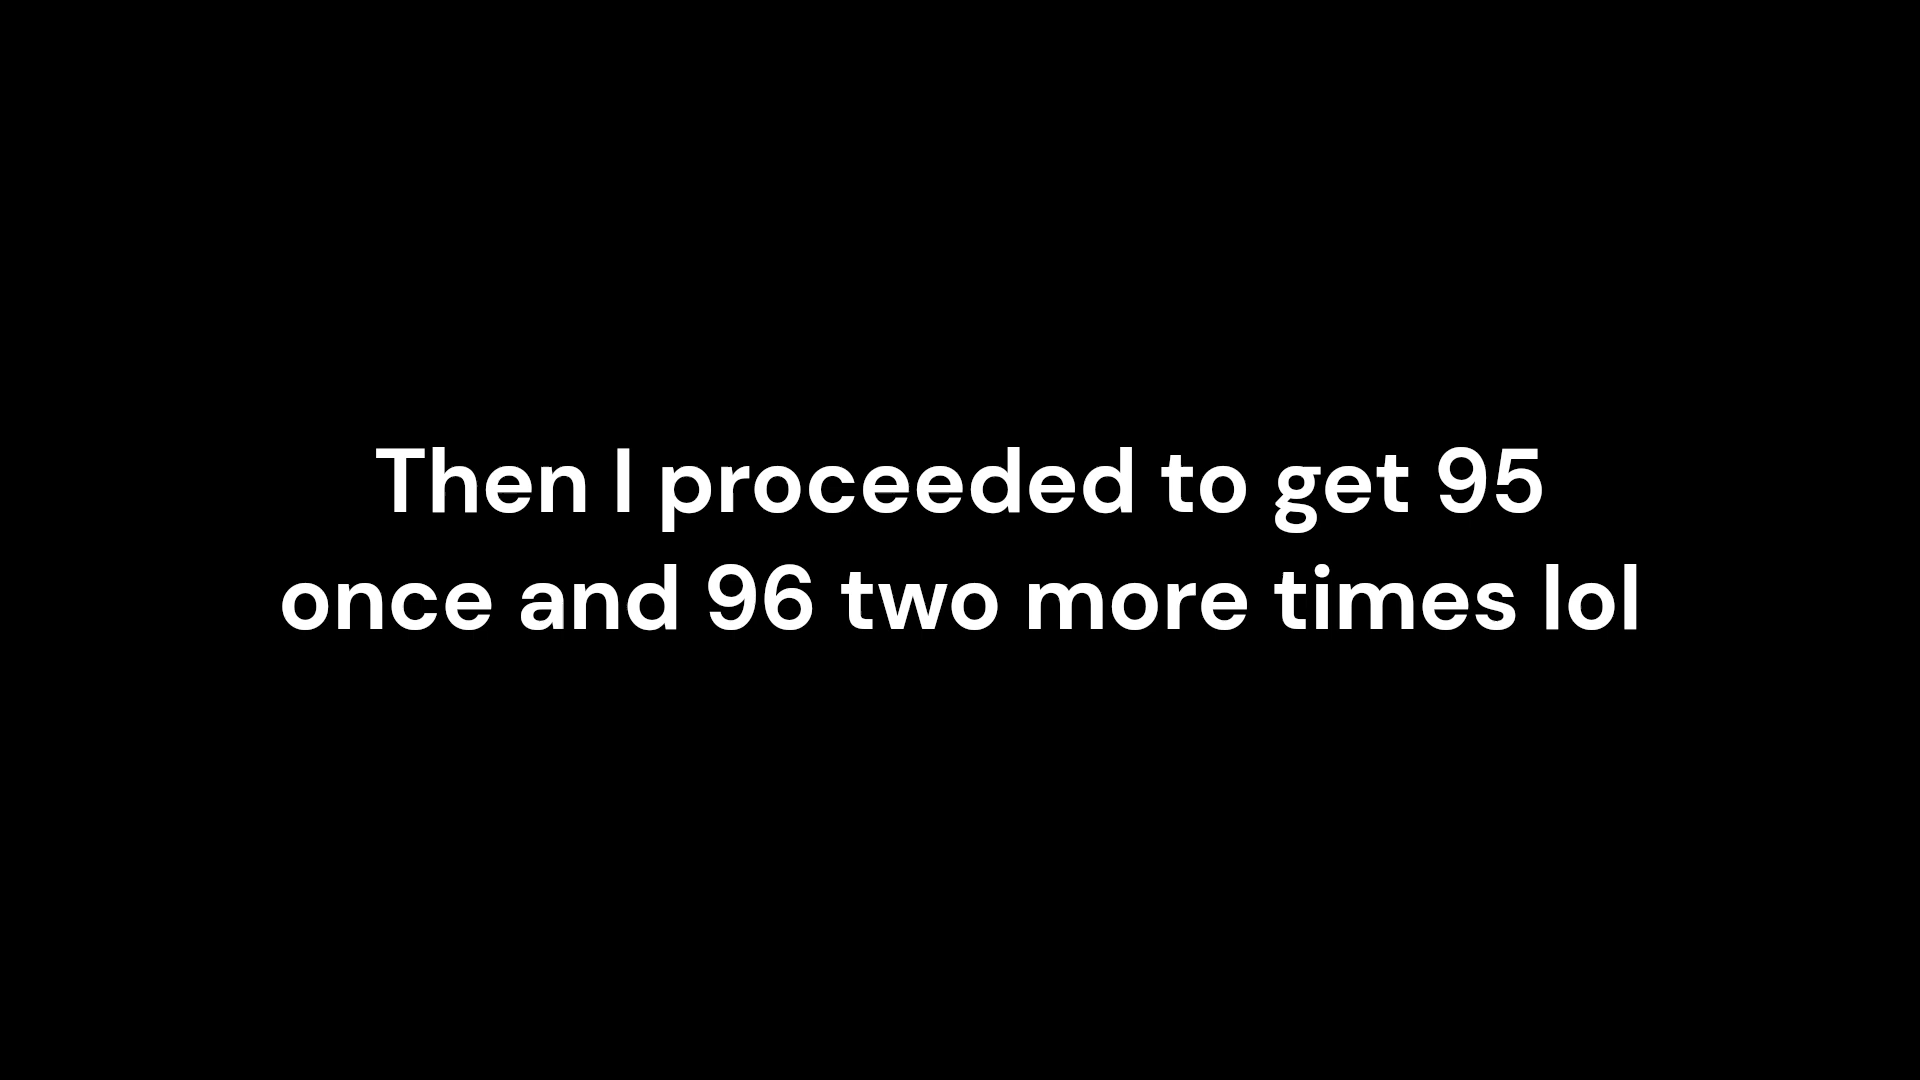 Then I proceeded to get 95
once and 96 two more times lol